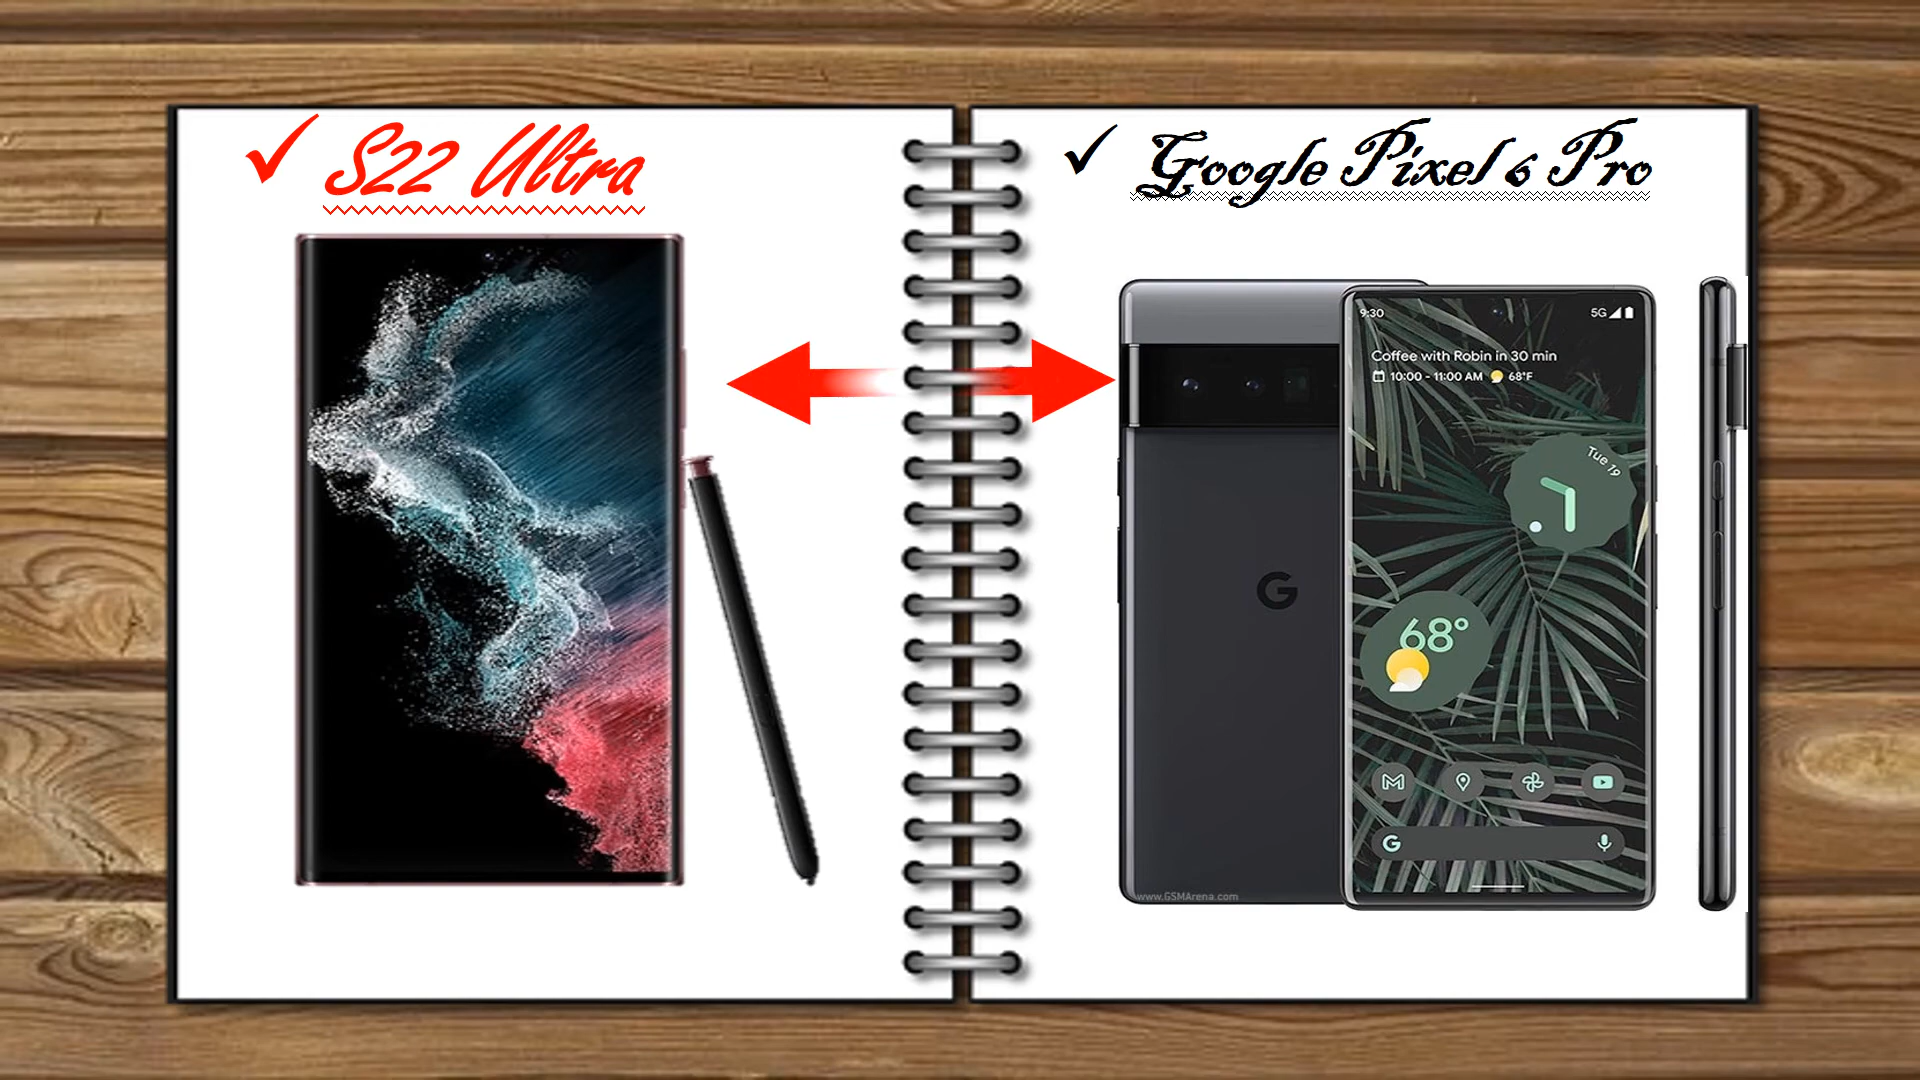 S22 Ultra
Google Pixel 6 Pro
9:30
5G
Coffee with Robin in 30 min
10:00 - 11:00 AM 68°F
Tue 19
G
68°
G
www.GSMArena.com